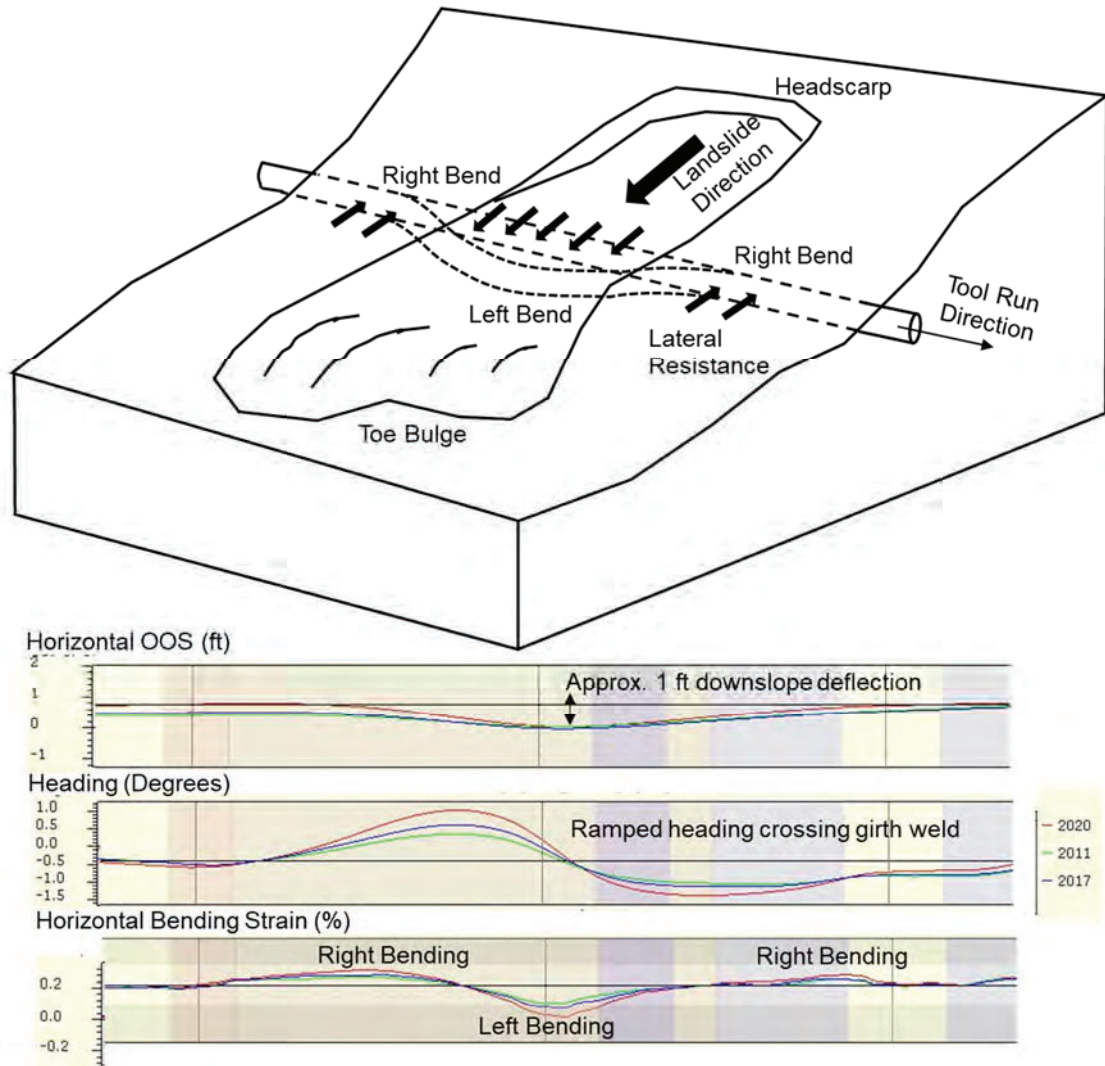 Headscarp
Landslide
Direction
Right Bend
Right Bend
Tool Run
Direction
Left Bend
Lateral
Resistance
Toe Bulge
Horizontal OOS (ft)
2
1
0
-1
Approx. 1 ft downslope deflection
Heading (Degrees)
1.0
0.5
0.0
-0.5
-1.0
-1.5
Ramped heading crossing girth weld
2020
2011
2017
Horizontal Bending Strain (%)
0.2
0.0
-0.2
Right Bending
Right Bending
Left Bending